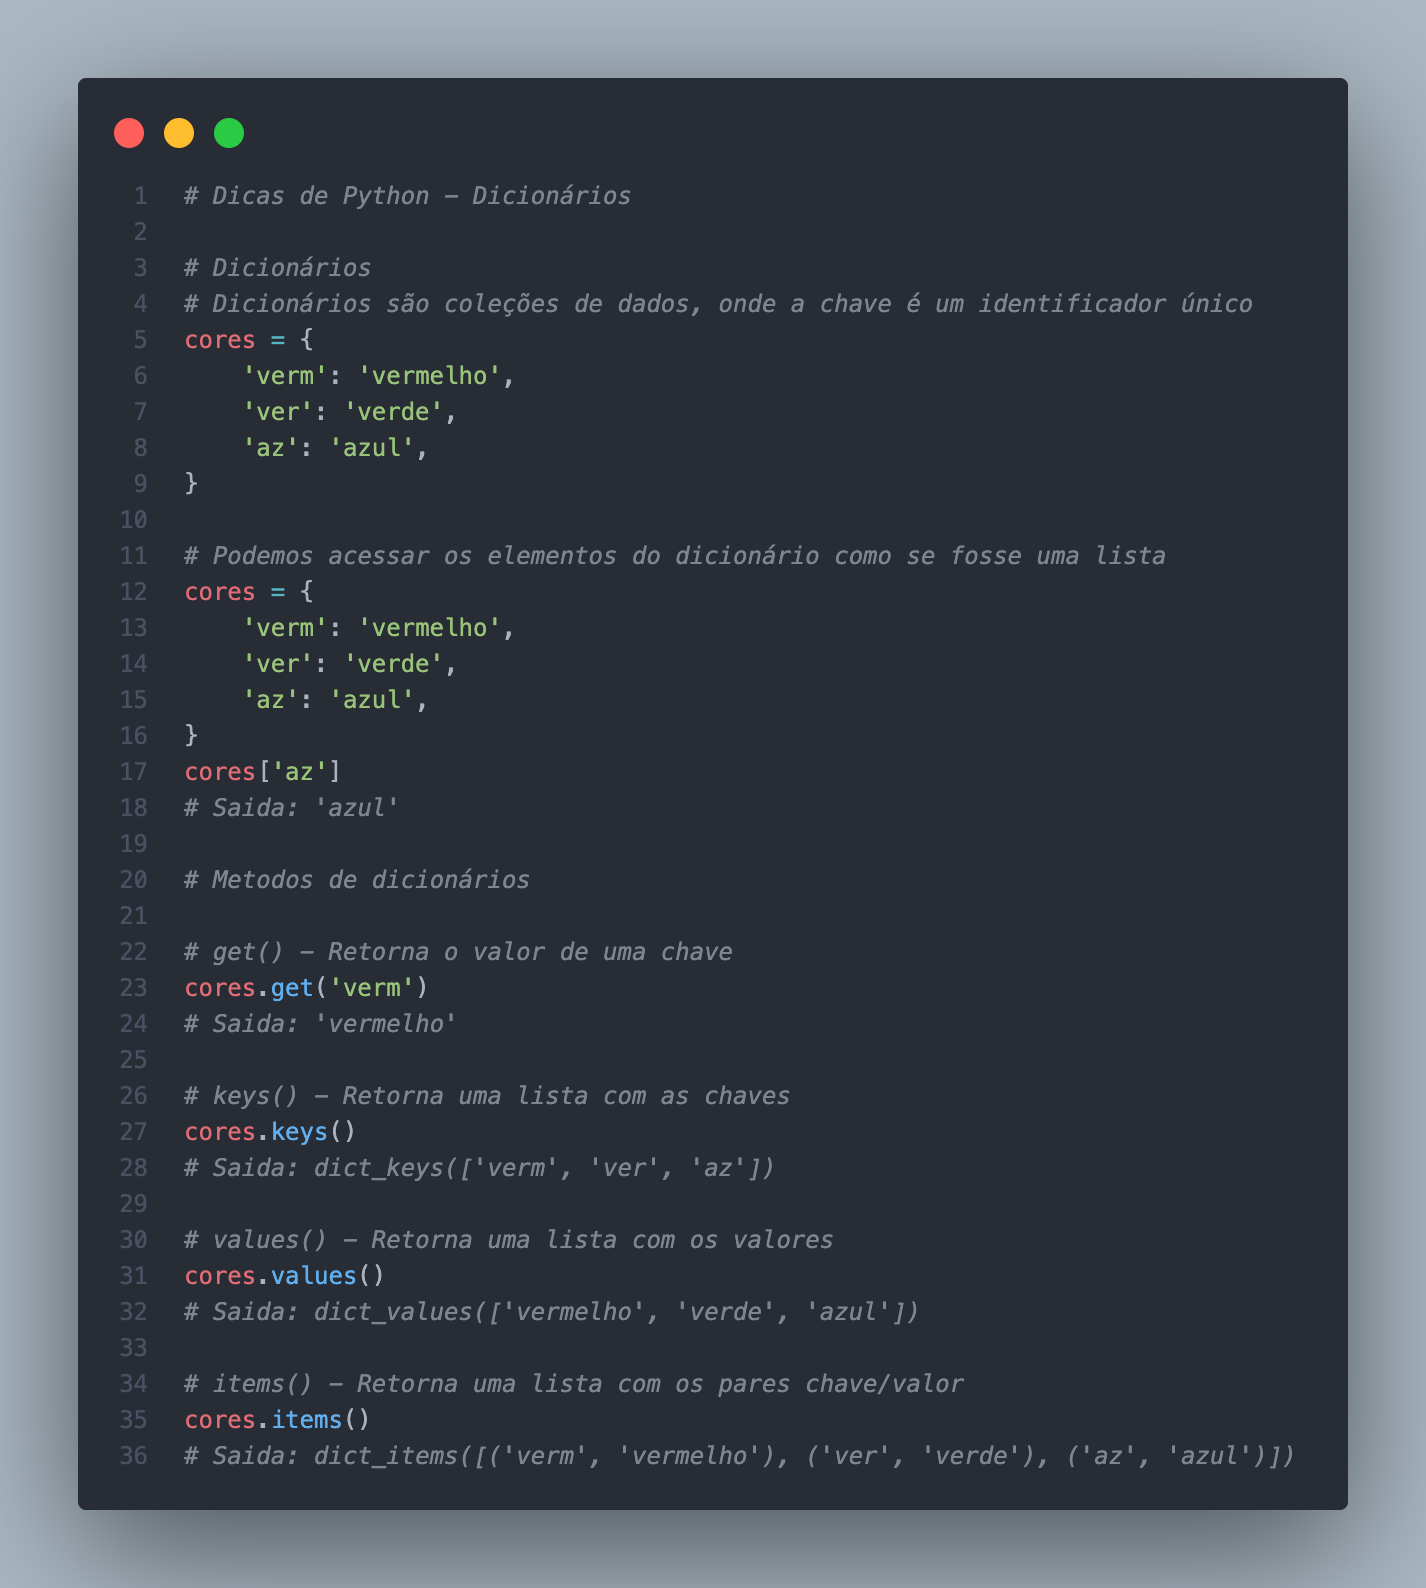 1 # Dicas de Python - Dicionários
2
3 # Dicionários
4 # Dicionários são coleções de dados, onde a chave é um identificador único
5 cores = {
6     'verm': 'vermelho',
7     'ver': 'verde',
8     'az': 'azul',
9 }
10
11 # Podemos acessar os elementos do dicionário como se fosse uma lista
12 cores = {
13     'verm': 'vermelho',
14     'ver': 'verde',
15     'az': 'azul',
16 }
17 cores['az']
18 # Saida: 'azul'
19
20 # Metodos de dicionários
21
22 # get() - Retorna o valor de uma chave
23 cores.get('verm')
24 # Saida: 'vermelho'
25
26 # keys() - Retorna uma lista com as chaves
27 cores.keys()
28 # Saida: dict_keys(['verm', 'ver', 'az'])
29
30 # values() - Retorna uma lista com os valores
31 cores.values()
32 # Saida: dict_values(['vermelho', 'verde', 'azul'])
33
34 # items() - Retorna uma lista com os pares chave/valor
35 cores.items()
36 # Saida: dict_items([('verm', 'vermelho'), ('ver', 'verde'), ('az', 'azul')])